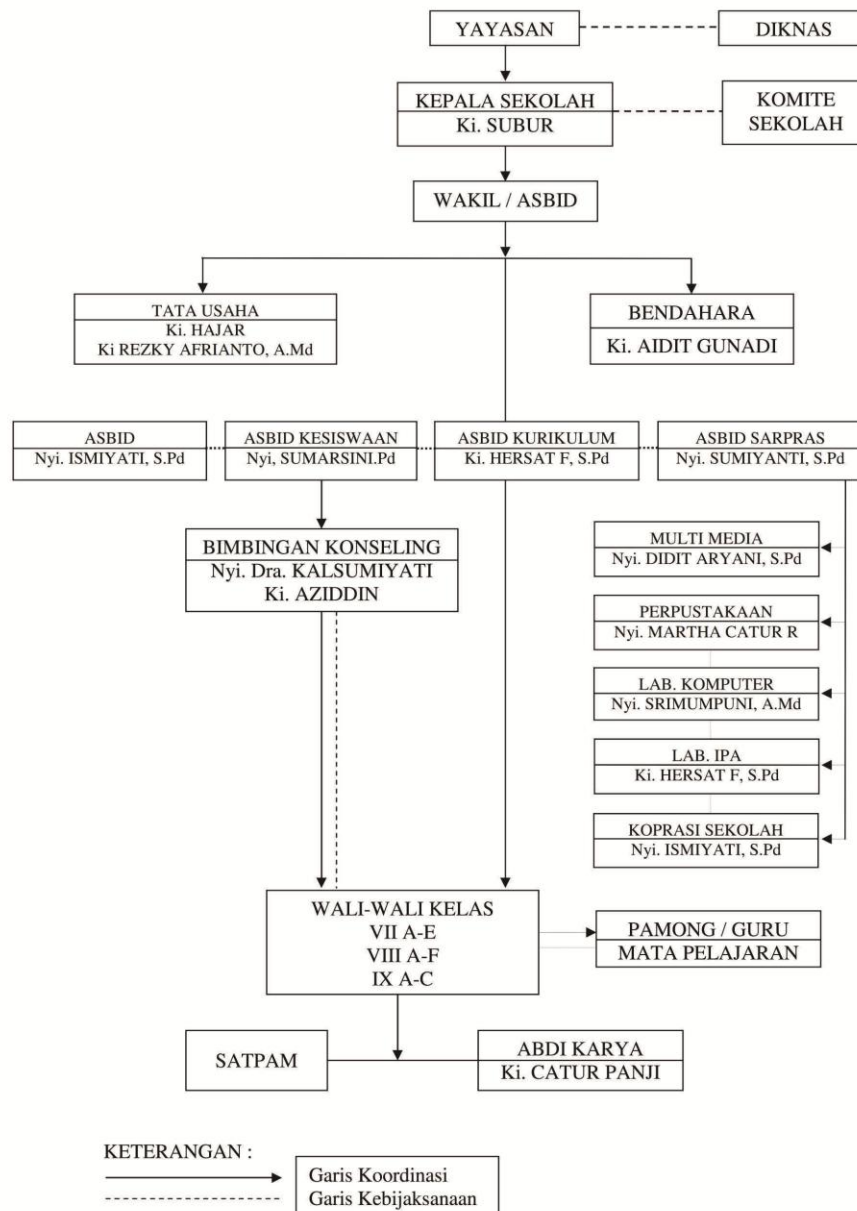 YAYASAN
DIKNAS
KEPALA SEKOLAH
Ki. SUBUR
KOMITE
SEKOLAH
WAKIL / ASBID
TATA USAHA
Ki. HAJAR
Ki REZKY AFRIANTO, A.Md
BENDAHARA
Ki. AIDIT GUNADI
ASBID
Nyi. ISMIYATI, S.Pd
ASBID KESISWAAN
Nyi, SUMARSINI.Pd
ASBID KURIKULUM
Ki. HERSAT F, S.Pd
ASBID SARPRAS
Nyi. SUMIYANTI, S.Pd
BIMBINGAN KONSELING
Nyi. Dra. KALSUMIYATI
Ki. AZIDDIN
MULTI MEDIA
Nyi. DIDIT ARYANI, S.Pd
PERPUSTAKAAN
Nyi. MARTHA CATUR R
LAB. KOMPUTER
Nyi. SRIMUMPUNI, A.Md
LAB. IPA
Ki. HERSAT F, S.Pd
KOPRASI SEKOLAH
Nyi. ISMIYATI, S.Pd
WALI-WALI KELAS
VII A-E
VIII A-F
IX A-C
PAMONG / GURU
MATA PELAJARAN
SATPAM
ABDI KARYA
Ki. CATUR PANJI
KETERANGAN :
Garis Koordinasi
Garis Kebijaksanaan